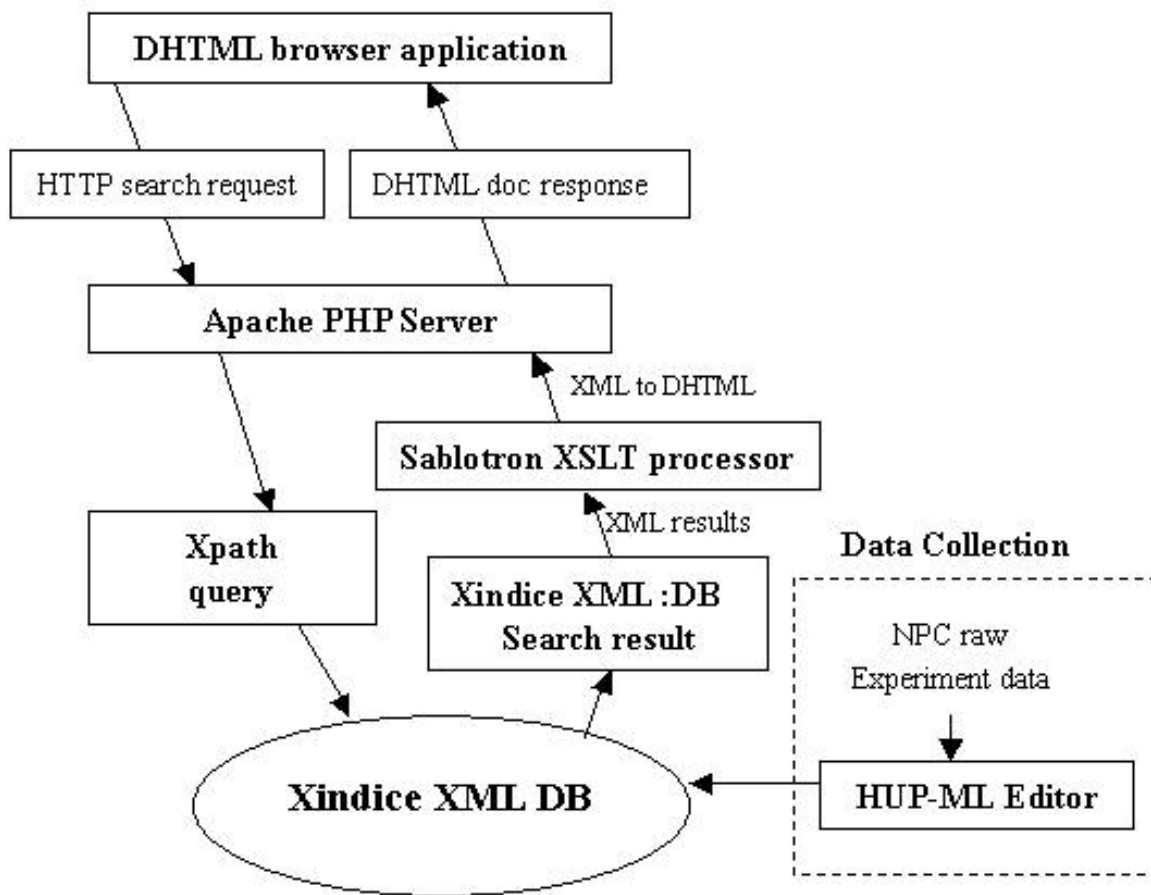 DHTML browser application
HTTP search request
DHTML doc response
Apache PHP Server
XML to DHTML
Sablotron XSLT processor
XML results
Xpath
query
Xindice XML :DB
Search result
Data Collection
NPC raw
Experiment data
HUP-ML Editor
Xindice XML DB